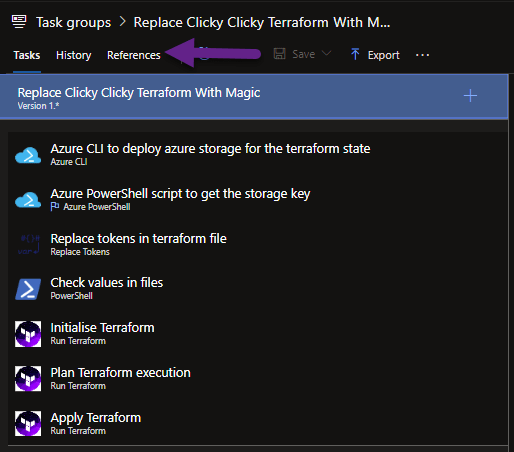 Task groups > Replace Clicky Clicky Terraform With M...
Tasks History References Save Export ...
Replace Clicky Clicky Terraform With Magic
Version 1.*
Azure CLI to deploy azure storage for the terraform state
Azure CLI
Azure PowerShell script to get the storage key
Azure PowerShell
Replace tokens in terraform file
Replace Tokens
Check values in files
PowerShell
Initialise Terraform
Run Terraform
Plan Terraform execution
Run Terraform
Apply Terraform
Run Terraform